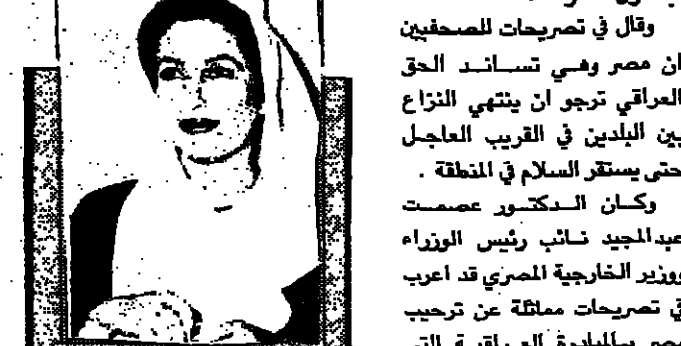 وقال في تصريحات للصحفيين
ان مصر وهي تساند الحق
العراقي ترجو ان ينتهي النزاع
بين البلدين في القريب العاجل
حتى يستقر السلام في المنطقة .
وكان الدكتور عصمت
عبدالمجيد نائب رئيس الوزراء
ووزير الخارجية المصري قد اعرب
في تصريحات مماثلة عن ترحيب
مصر بالمبادرة العراقية التي